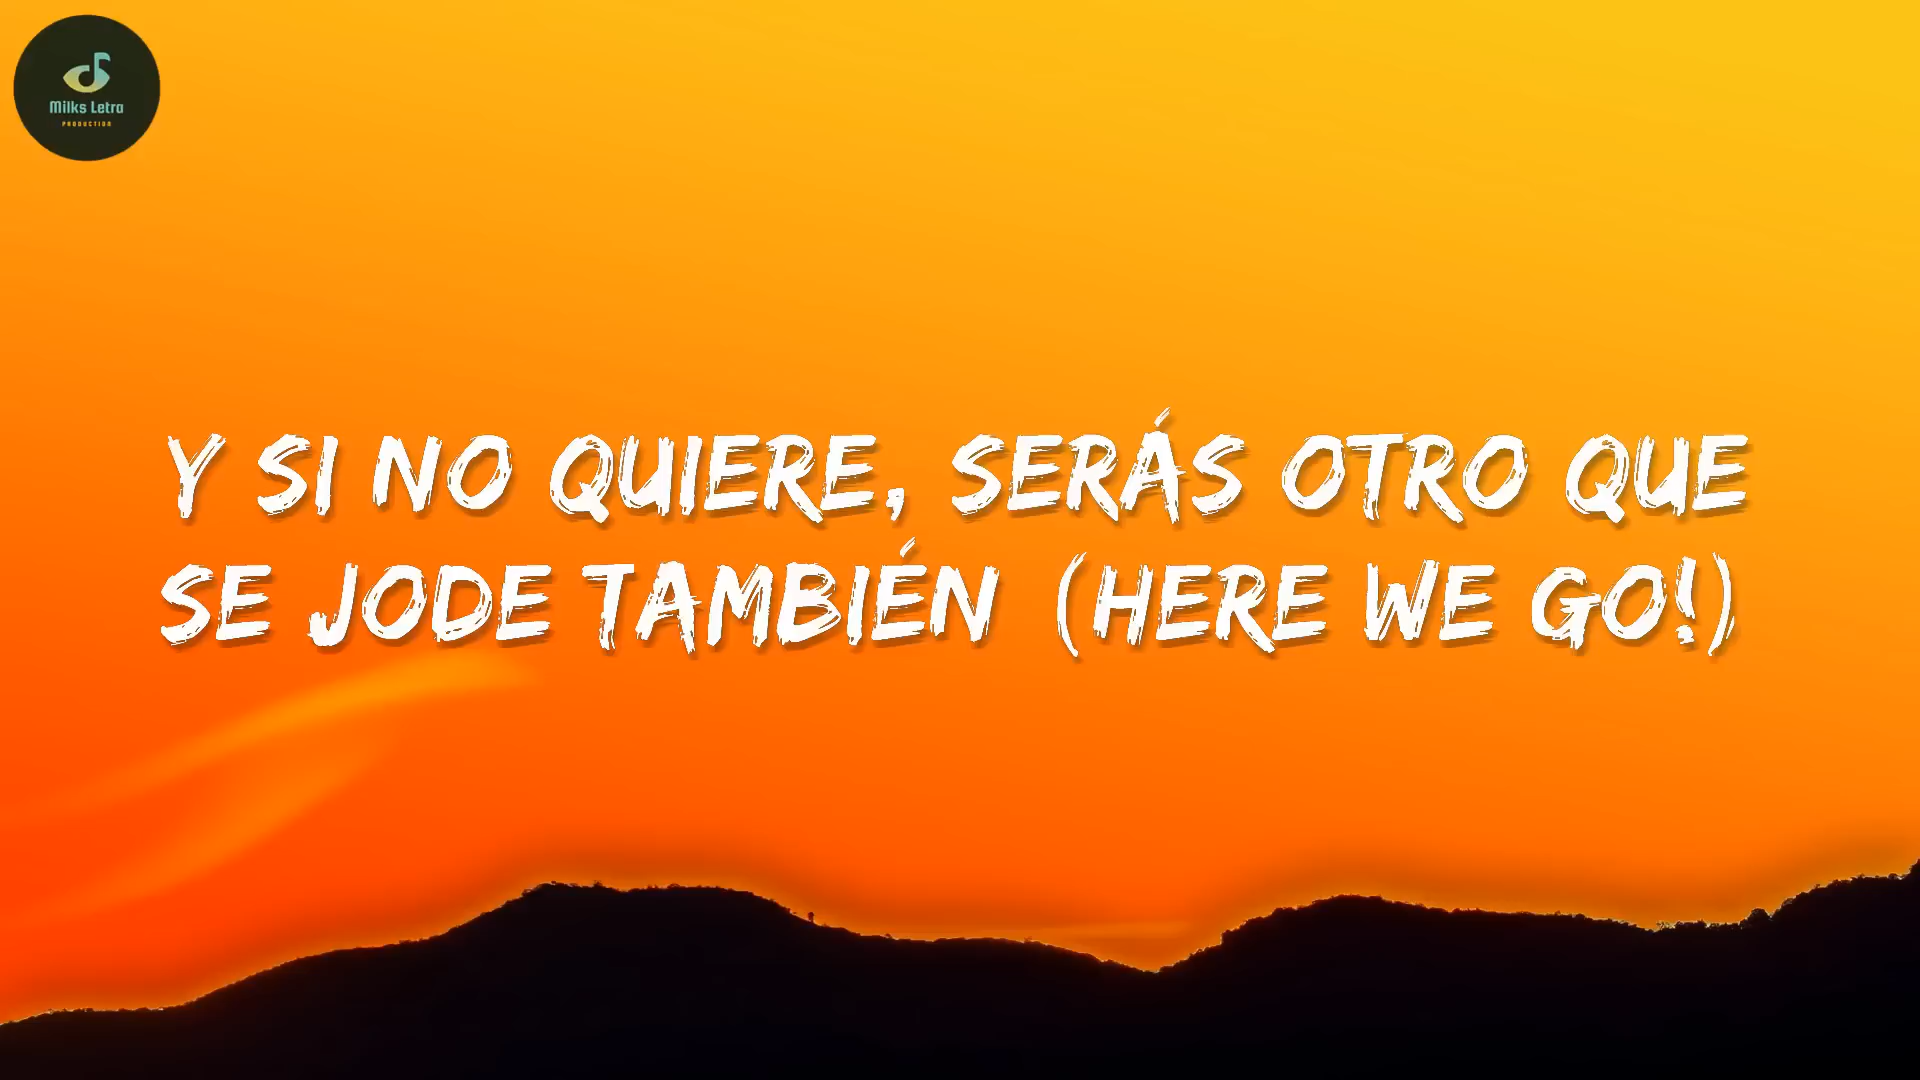 Milks Letra
PRODUCTION
Y SI NO QUIERE, SERÁS OTRO QUE
SE JODE TAMBIÉN (HERE WE GO!)